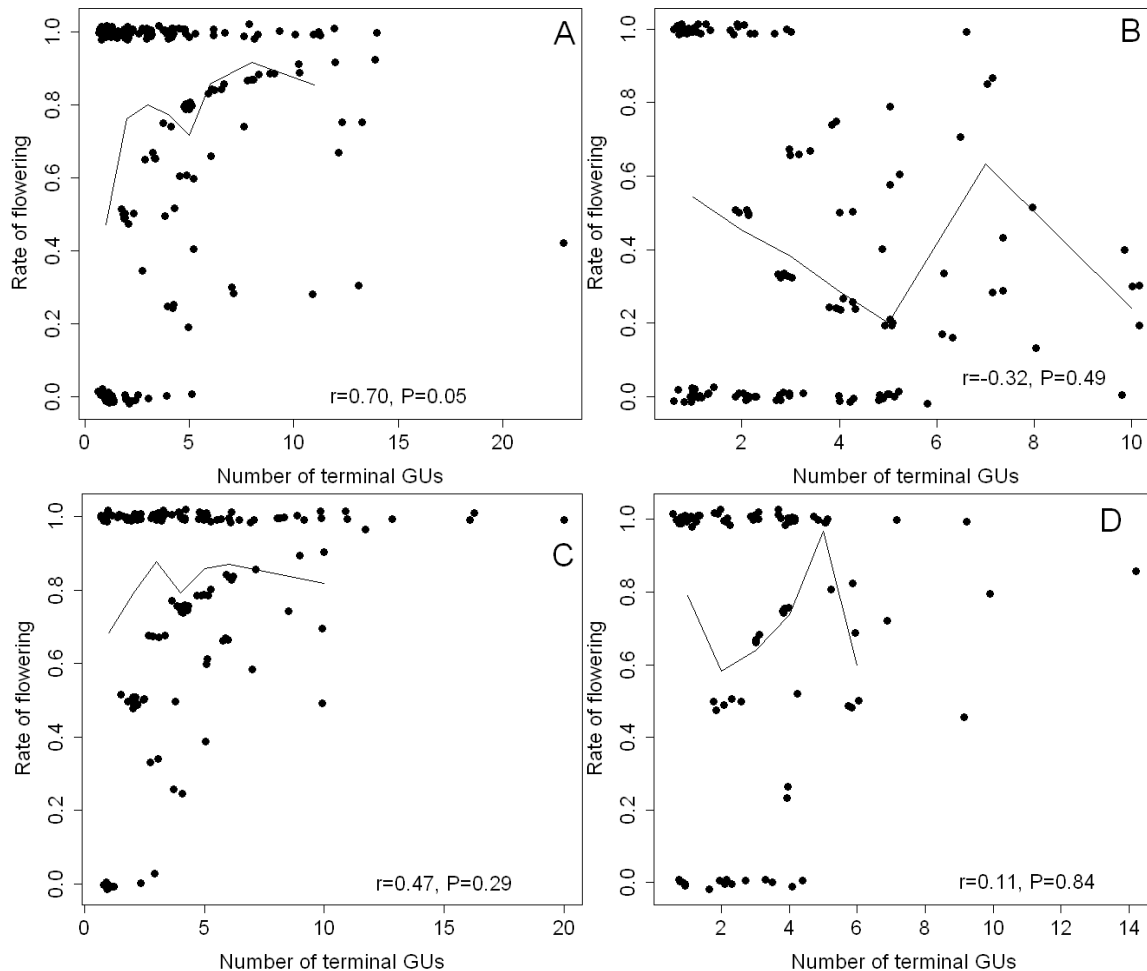 A
Rate of flowering
1.0
0.8
0.6
0.4
0.2
0.0
r=0.70, P=0.05
0 5 10 15 20
Number of terminal GUs
B
Rate of flowering
1.0
0.8
0.6
0.4
0.2
0.0
r=-0.32, P=0.49
2 4 6 8 10
Number of terminal GUs
C
Rate of flowering
1.0
0.8
0.6
0.4
0.2
0.0
r=0.47, P=0.29
0 5 10 15 20
Number of terminal GUs
D
Rate of flowering
1.0
0.8
0.6
0.4
0.2
0.0
r=0.11, P=0.84
2 4 6 8 10 12 14
Number of terminal GUs